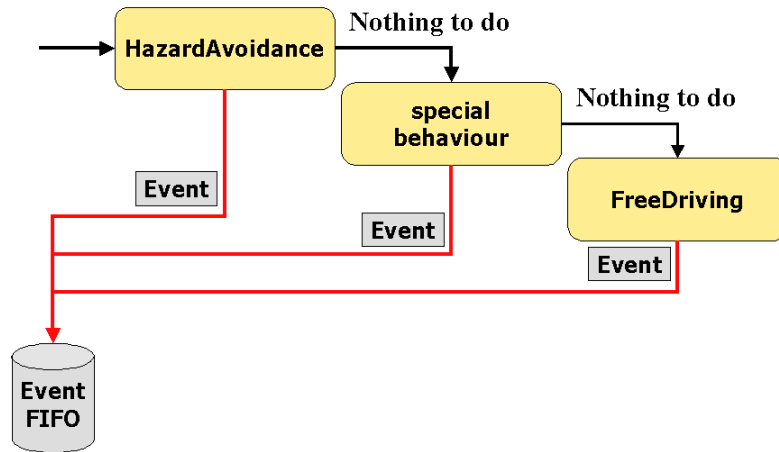 Nothing to do
HazardAvoidance
Nothing to do
special
behaviour
Event
FreeDriving
Event
Event
Event
FIFO